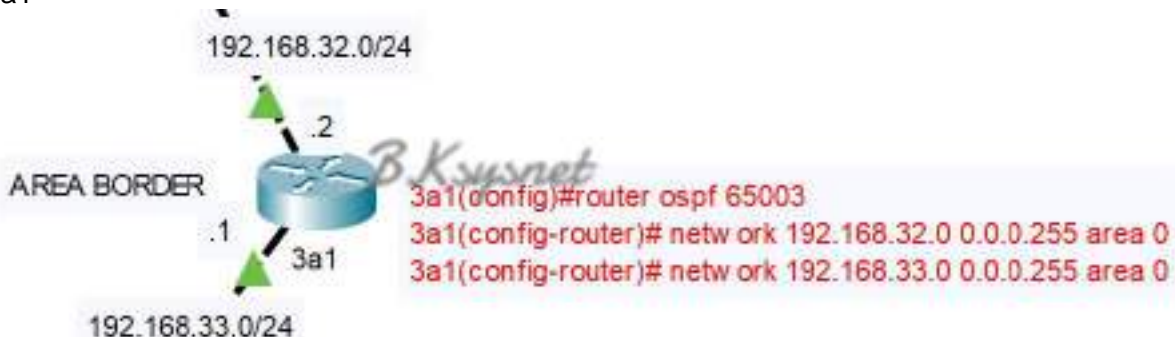 a1
192.168.32.0/24
.2
B.Ksysnet
AREA BORDER
3a1(config)#router ospf 65003
.1
3a1(config-router)# netw ork 192.168.32.0 0.0.0.255 area 0
3a1
3a1(config-router)# netw ork 192.168.33.0 0.0.0.255 area 0
192.168.33.0/24